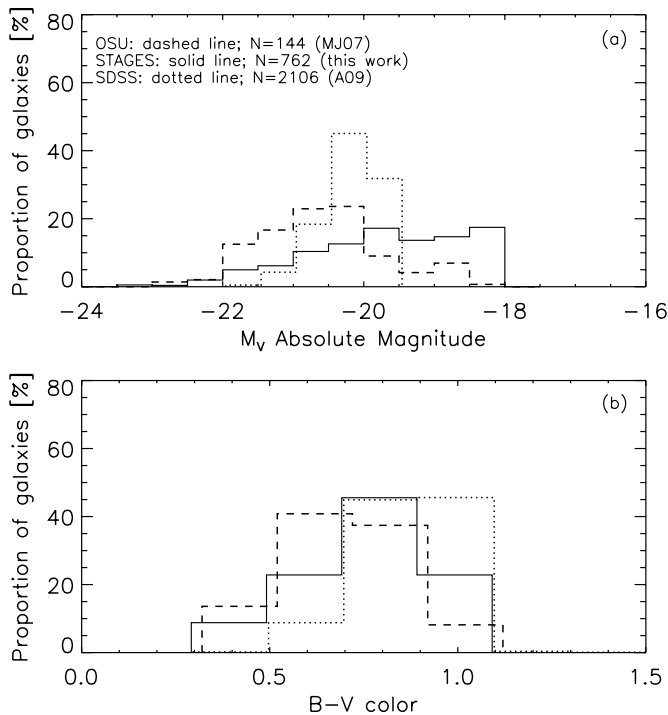 80
60
40
20
0
Proportion of galaxies [%]
OSU: dashed line; N=144 (MJ07)
STAGES: solid line; N=762 (this work)
SDSS: dotted line; N=2106 (A09)
(a)
−24 −22 −20 −18 −16
MV Absolute Magnitude
80
60
40
20
0
Proportion of galaxies [%]
(b)
0.0 0.5 1.0 1.5
B−V color